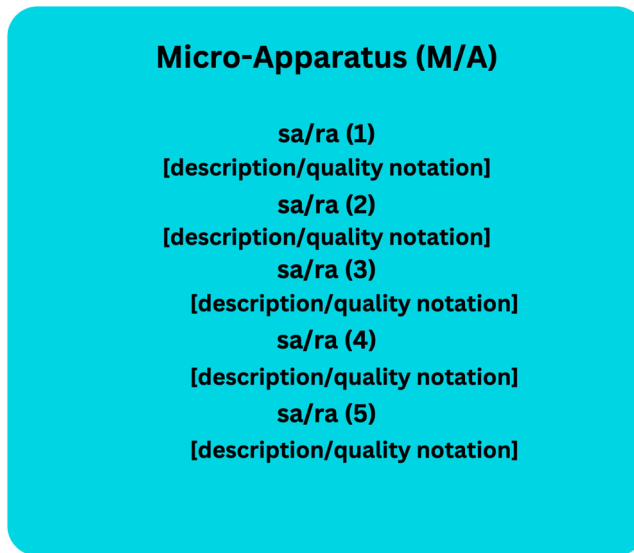 Micro-Apparatus (M/A)
sa/ra (1)
[description/quality notation]
sa/ra (2)
[description/quality notation]
sa/ra (3)
[description/quality notation]
sa/ra (4)
[description/quality notation]
sa/ra (5)
[description/quality notation]